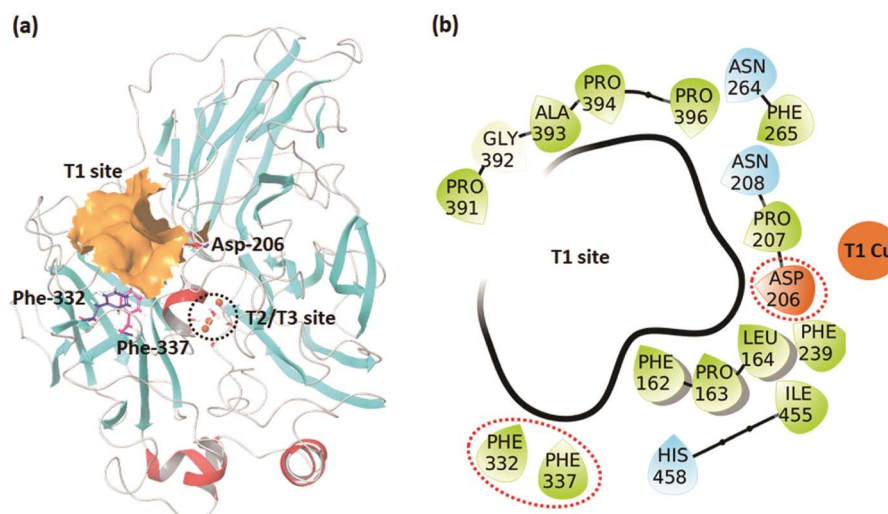 (a)
T1 site
Asp-206
Phe-332
T2/T3 site
Phe-337
(b)
PRO
394
PRO
396
ASN
264
ALA
393
PHE
265
GLY
392
ASN
208
PRO
391
PRO
207
T1 site
T1 Cu
ASP
206
LEU
164
PHE
239
PHE
162
PRO
163
ILE
455
PHE
332
PHE
337
HIS
458